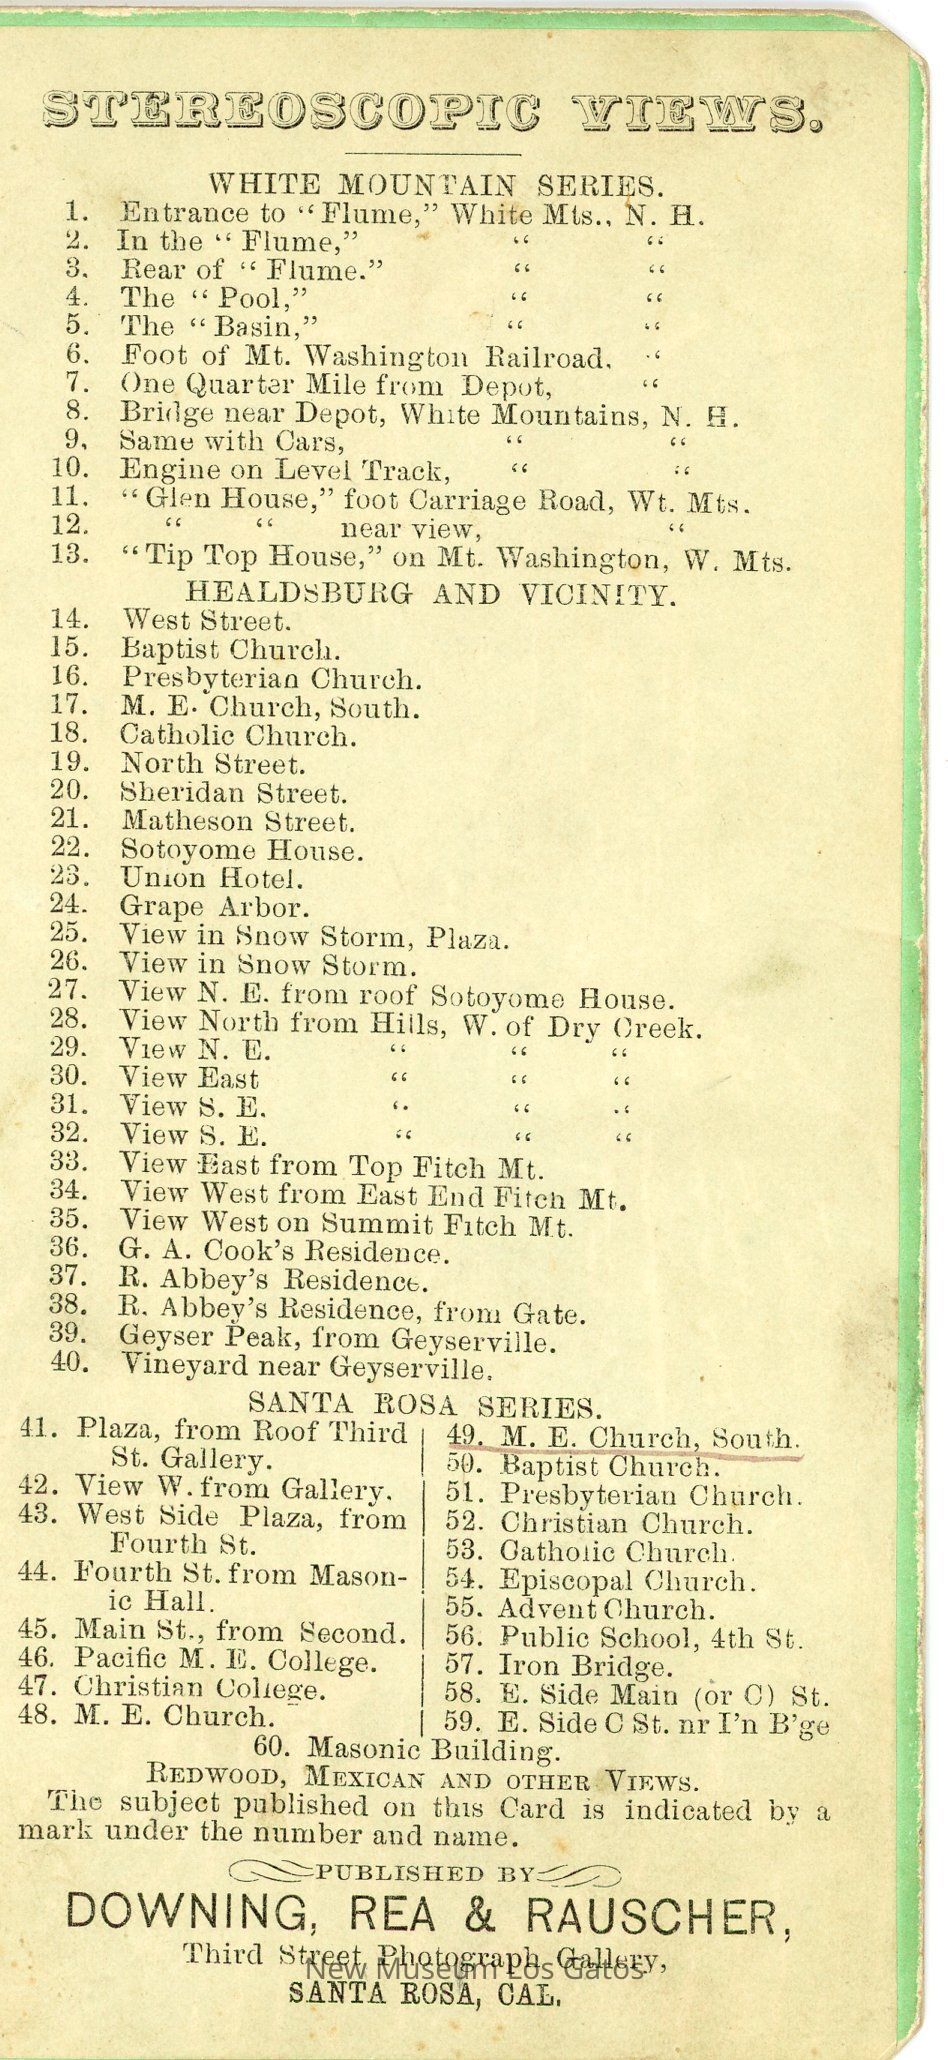 STEREOSCOPIC VIEWS.
WHITE MOUNTAIN SERIES.
1. Entrance to "Flume," White Mts., N. H.
2. In the "Flume," " "
3. Rear of "Flume." " "
4. The "Pool," " "
5. The "Basin," " "
6. Foot of Mt. Washington Railroad, "
7. One Quarter Mile from Depot, "
8. Bridge near Depot, White Mountains, N. H.
9. Same with Cars, " "
10. Engine on Level Track, " "
11. "Glen House," foot Carriage Road, Wt. Mts.
12. " " near view, "
13. "Tip Top House," on Mt. Washington, W. Mts.
HEALDSBURG AND VICINITY.
14. West Street.
15. Baptist Church.
16. Presbyterian Church.
17. M. E. Church, South.
18. Catholic Church.
19. North Street.
20. Sheridan Street.
21. Matheson Street.
22. Sotoyome House.
23. Union Hotel.
24. Grape Arbor.
25. View in Snow Storm, Plaza.
26. View in Snow Storm.
27. View N. E. from roof Sotoyome House.
28. View North from Hills, W. of Dry Creek.
29. View N. E. " " "
30. View East " " "
31. View S. E. " " "
32. View S. E. " " "
33. View East from Top Fitch Mt.
34. View West from East End Fitch Mt.
35. View West on Summit Fitch Mt.
36. G. A. Cook's Residence.
37. R. Abbey's Residence.
38. R. Abbey's Residence, from Gate.
39. Geyser Peak, from Geyserville.
40. Vineyard near Geyserville.
SANTA ROSA SERIES.
41. Plaza, from Roof Third
St. Gallery.
42. View W. from Gallery.
43. West Side Plaza, from
Fourth St.
44. Fourth St. from Mason-
ic Hall.
45. Main St., from Second.
46. Pacific M. E. College.
47. Christian College.
48. M. E. Church.
49. M. E. Church, South.
50. Baptist Church.
51. Presbyterian Church.
52. Christian Church.
53. Catholic Church.
54. Episcopal Church.
55. Advent Church.
56. Public School, 4th St.
57. Iron Bridge.
58. E. Side Main (or C) St.
59. E. Side C St. nr I'n B'ge
60. Masonic Building.
REDWOOD, MEXICAN AND OTHER VIEWS.
The subject published on this Card is indicated by a
mark under the number and name.
PUBLISHED BY
DOWNING, REA & RAUSCHER,
Third Street Photograph Gallery,
New Museum Los Gatos
SANTA ROSA, CAL.